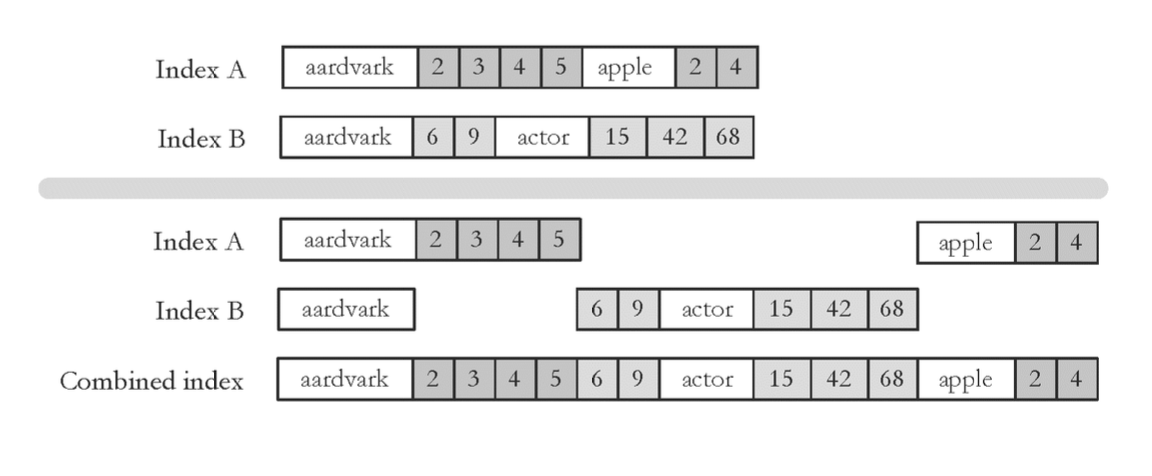 Index A aardvark 2 3 4 5 apple 2 4
Index B aardvark 6 9 actor 15 42 68
Index A aardvark 2 3 4 5 apple 2 4
Index B aardvark 6 9 actor 15 42 68
Combined index aardvark 2 3 4 5 6 9 actor 15 42 68 apple 2 4